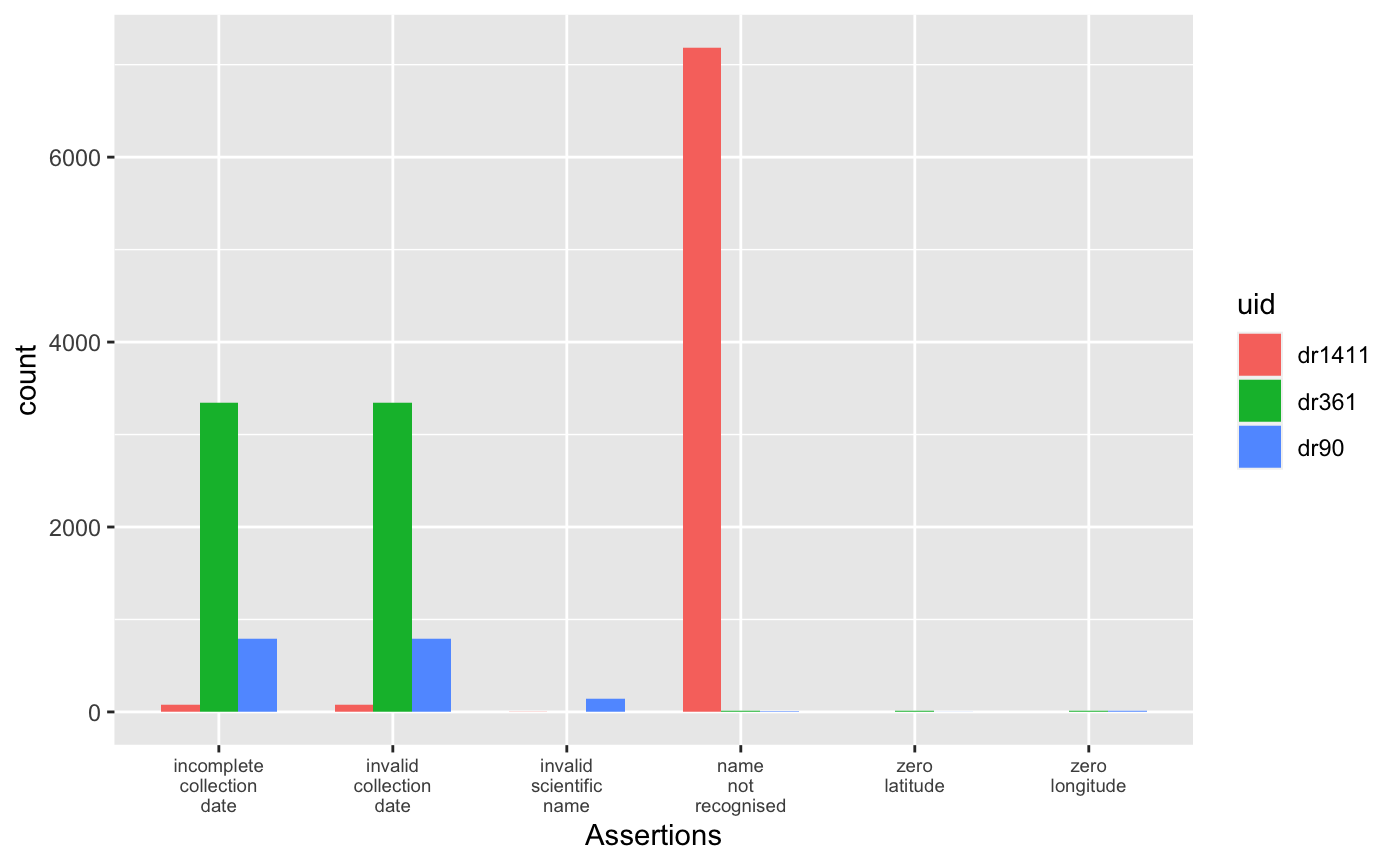 6000
4000
2000
0
count
incomplete
collection
date
invalid
collection
date
invalid
scientific
name
name
not
recognised
zero
latitude
zero
longitude
Assertions
uid
dr1411
dr361
dr90